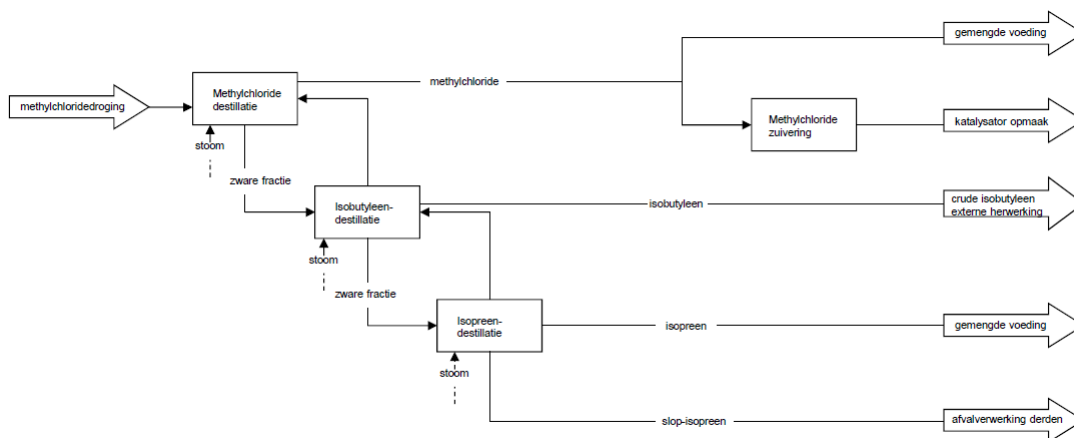 gemengde voeding
methylchloride
Methylchloride
destillatie
methylchloridedroging
Methylchloride
zuivering
katalysator opmaak
stoom
zware fractie
Isobutyleen-
destillatie
isobutyleen
crude isobutyleen
externe herwerking
stoom
zware fractie
Isopreen-
destillatie
isopreen
gemengde voeding
stoom
slop-isopreen
afvalverwerking derden